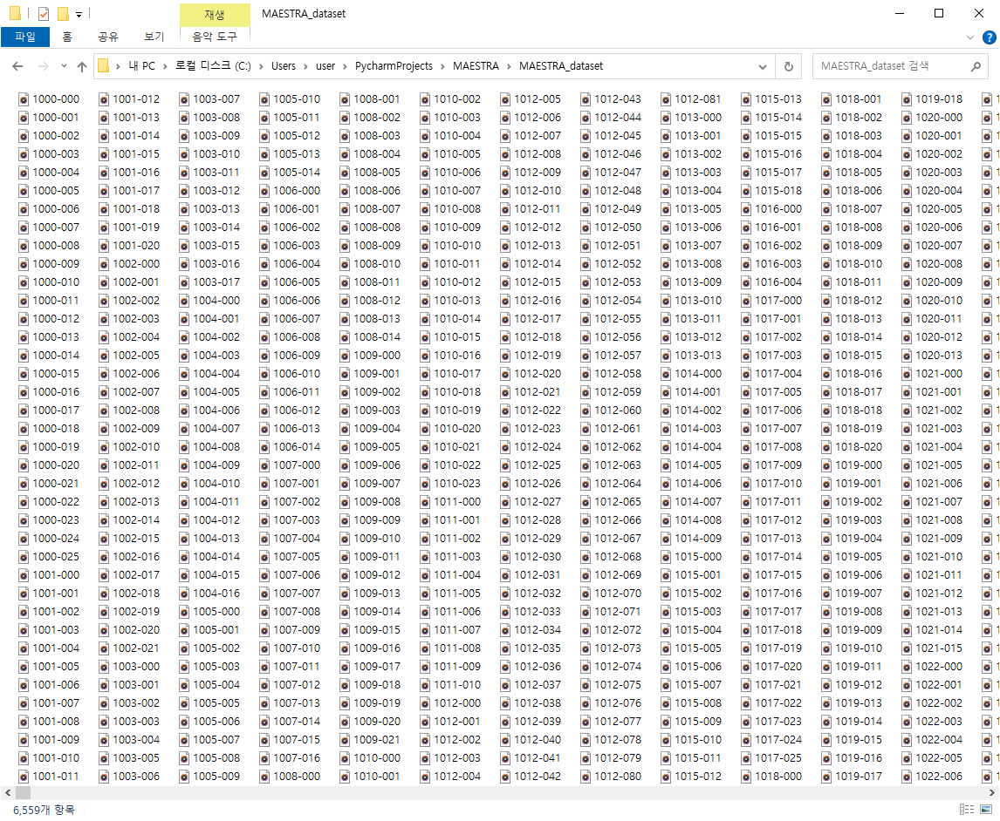 재생 MAESTRA_dataset
파일 홈 공유 보기 음악 도구
내 PC 로컬 디스크 (C:) Users user PycharmProjects MAESTRA MAESTRA_dataset MAESTRA_dataset 검색
1000-000 1001-012 1003-007 1005-010 1008-001 1010-002 1012-005 1012-043 1012-081 1015-013 1018-001 1019-018
1000-001 1001-013 1003-008 1005-011 1008-002 1010-003 1012-006 1012-044 1013-000 1015-014 1018-002 1020-000
1000-002 1001-014 1003-009 1005-012 1008-003 1010-004 1012-007 1012-045 1013-001 1015-015 1018-003 1020-001
1000-003 1001-015 1003-010 1005-013 1008-004 1010-005 1012-008 1012-046 1013-002 1015-016 1018-004 1020-002
1000-004 1001-016 1003-011 1005-014 1008-005 1010-006 1012-009 1012-047 1013-003 1015-017 1018-005 1020-003
1000-005 1001-017 1003-012 1006-000 1008-006 1010-007 1012-010 1012-048 1013-004 1015-018 1018-006 1020-004
1000-006 1001-018 1003-013 1006-001 1008-007 1010-008 1012-011 1012-049 1013-005 1016-000 1018-007 1020-005
1000-007 1001-019 1003-014 1006-002 1008-008 1010-009 1012-012 1012-050 1013-006 1016-001 1018-008 1020-006
1000-008 1001-020 1003-015 1006-003 1008-009 1010-010 1012-013 1012-051 1013-007 1016-002 1018-009 1020-007
1000-009 1002-000 1003-016 1006-004 1008-010 1010-011 1012-014 1012-052 1013-008 1016-003 1018-010 1020-008
1000-010 1002-001 1003-017 1006-005 1008-011 1010-012 1012-015 1012-053 1013-009 1016-004 1018-011 1020-009
1000-011 1002-002 1004-000 1006-006 1008-012 1010-013 1012-016 1012-054 1013-010 1017-000 1018-012 1020-010
1000-012 1002-003 1004-001 1006-007 1008-013 1010-014 1012-017 1012-055 1013-011 1017-001 1018-013 1020-011
1000-013 1002-004 1004-002 1006-008 1008-014 1010-015 1012-018 1012-056 1013-012 1017-002 1018-014 1020-012
1000-014 1002-005 1004-003 1006-009 1009-000 1010-016 1012-019 1012-057 1013-013 1017-003 1018-015 1020-013
1000-015 1002-006 1004-004 1006-010 1009-001 1010-017 1012-020 1012-058 1014-000 1017-004 1018-016 1021-000
1000-016 1002-007 1004-005 1006-011 1009-002 1010-018 1012-021 1012-059 1014-001 1017-005 1018-017 1021-001
1000-017 1002-008 1004-006 1006-012 1009-003 1010-019 1012-022 1012-060 1014-002 1017-006 1018-018 1021-002
1000-018 1002-009 1004-007 1006-013 1009-004 1010-020 1012-023 1012-061 1014-003 1017-007 1018-019 1021-003
1000-019 1002-010 1004-008 1006-014 1009-005 1010-021 1012-024 1012-062 1014-004 1017-008 1018-020 1021-004
1000-020 1002-011 1004-009 1007-000 1009-006 1010-022 1012-025 1012-063 1014-005 1017-009 1019-000 1021-005
1000-021 1002-012 1004-010 1007-001 1009-007 1010-023 1012-026 1012-064 1014-006 1017-010 1019-001 1021-006
1000-022 1002-013 1004-011 1007-002 1009-008 1011-000 1012-027 1012-065 1014-007 1017-011 1019-002 1021-007
1000-023 1002-014 1004-012 1007-003 1009-009 1011-001 1012-028 1012-066 1014-008 1017-012 1019-003 1021-008
1000-024 1002-015 1004-013 1007-004 1009-010 1011-002 1012-029 1012-067 1014-009 1017-013 1019-004 1021-009
1000-025 1002-016 1004-014 1007-005 1009-011 1011-003 1012-030 1012-068 1015-000 1017-014 1019-005 1021-010
1001-000 1002-017 1004-015 1007-006 1009-012 1011-004 1012-031 1012-069 1015-001 1017-015 1019-006 1021-011
1001-001 1002-018 1004-016 1007-007 1009-013 1011-005 1012-032 1012-070 1015-002 1017-016 1019-007 1021-012
1001-002 1002-019 1005-000 1007-008 1009-014 1011-006 1012-033 1012-071 1015-003 1017-017 1019-008 1021-013
1001-003 1002-020 1005-001 1007-009 1009-015 1011-007 1012-034 1012-072 1015-004 1017-018 1019-009 1021-014
1001-004 1002-021 1005-002 1007-010 1009-016 1011-008 1012-035 1012-073 1015-005 1017-019 1019-010 1021-015
1001-005 1003-000 1005-003 1007-011 1009-017 1011-009 1012-036 1012-074 1015-006 1017-020 1019-011 1022-000
1001-006 1003-001 1005-004 1007-012 1009-018 1011-010 1012-037 1012-075 1015-007 1017-021 1019-012 1022-001
1001-007 1003-002 1005-005 1007-013 1009-019 1012-000 1012-038 1012-076 1015-008 1017-022 1019-013 1022-002
1001-008 1003-003 1005-006 1007-014 1009-020 1012-001 1012-039 1012-077 1015-009 1017-023 1019-014 1022-003
1001-009 1003-004 1005-007 1007-015 1009-021 1012-002 1012-040 1012-078 1015-010 1017-024 1019-015 1022-004
1001-010 1003-005 1005-008 1007-016 1010-000 1012-003 1012-041 1012-079 1015-011 1017-025 1019-016 1022-005
1001-011 1003-006 1005-009 1008-000 1010-001 1012-004 1012-042 1012-080 1015-012 1018-000 1019-017 1022-006
6,559개 항목